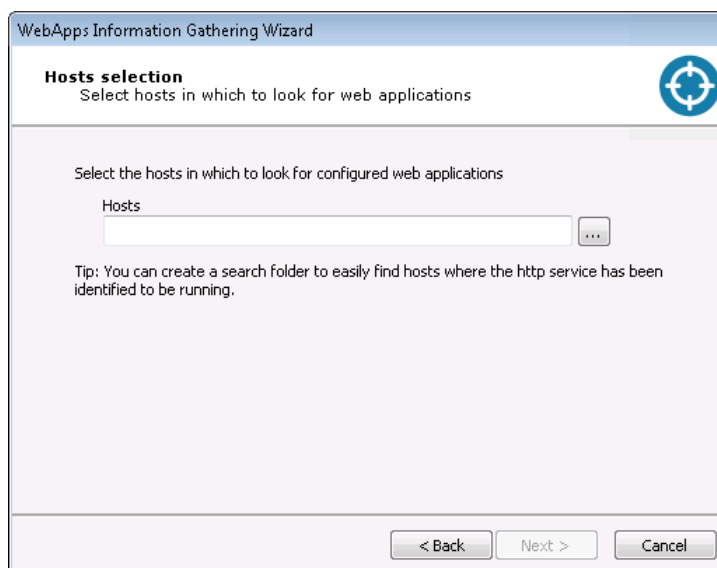 WebApps Information Gathering Wizard
Hosts selection
Select hosts in which to look for web applications
Select the hosts in which to look for configured web applications
Hosts
...
Tip: You can create a search folder to easily find hosts where the http service has been
identified to be running.
< Back Next > Cancel